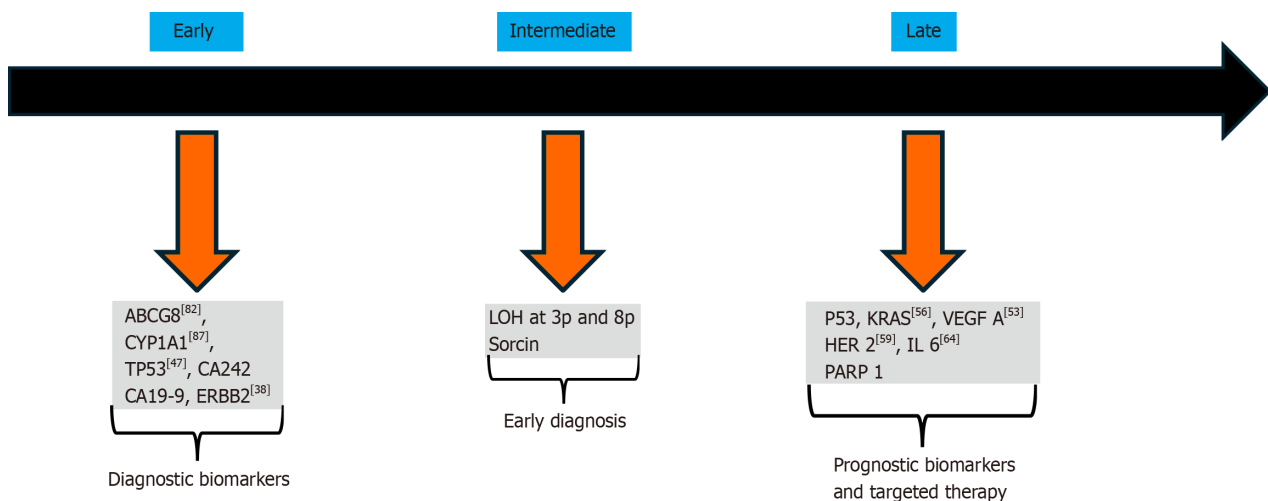 Early
Intermediate
Late
ABCG8[82],
CYP1A1[87],
TP53[47], CA242
CA19-9, ERBB2[38]
Diagnostic biomarkers
LOH at 3p and 8p
Sorcin
Early diagnosis
P53, KRAS[56], VEGF A[53]
HER 2[59], IL 6[64]
PARP 1
Prognostic biomarkers
and targeted therapy